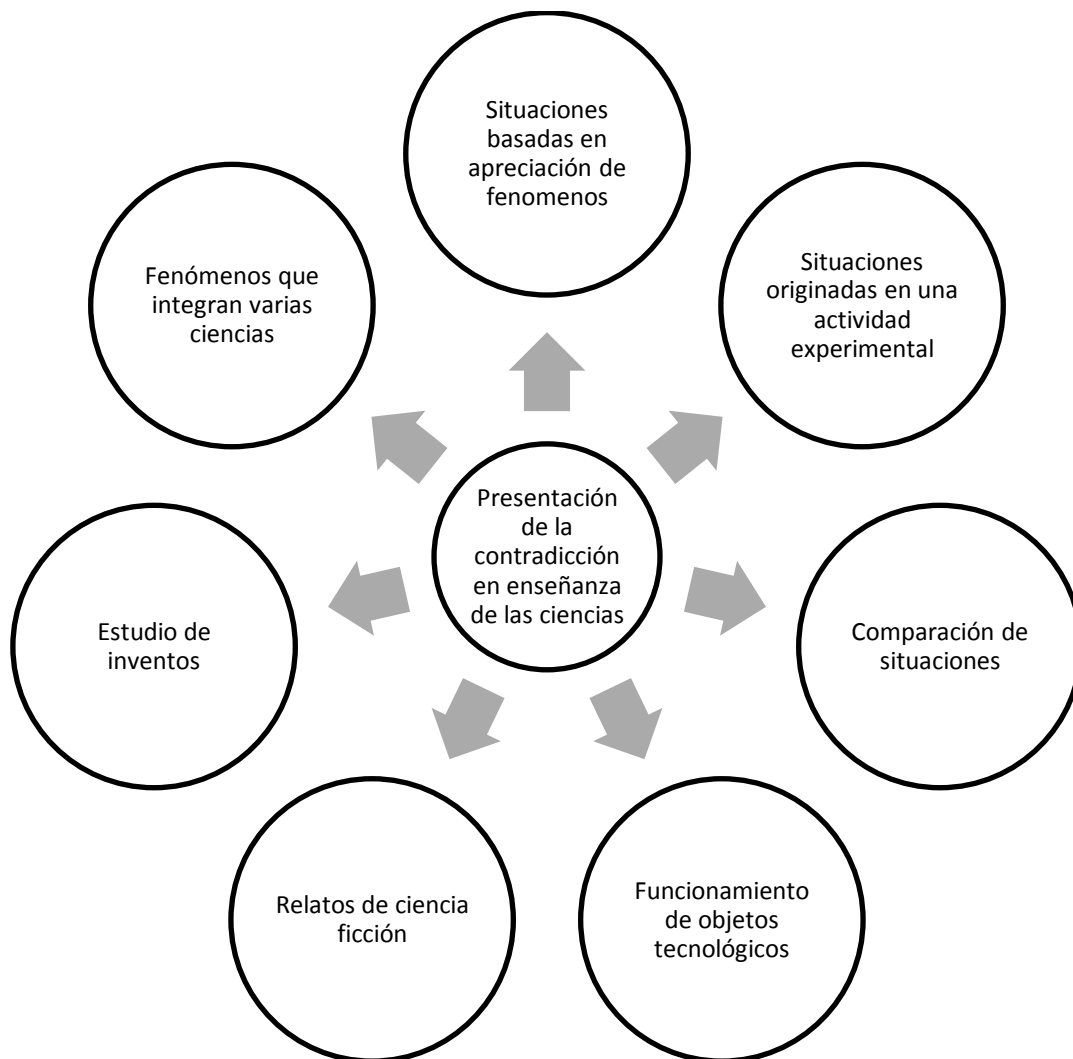 Situaciones
basadas en
apreciación de
fenomenos
Situaciones
originadas en una
actividad
experimental
Comparación de
situaciones
Funcionamiento
de objetos
tecnológicos
Relatos de ciencia
ficción
Estudio de
inventos
Fenómenos que
integran varias
ciencias
Presentación
de la
contradicción
en enseñanza
de las ciencias